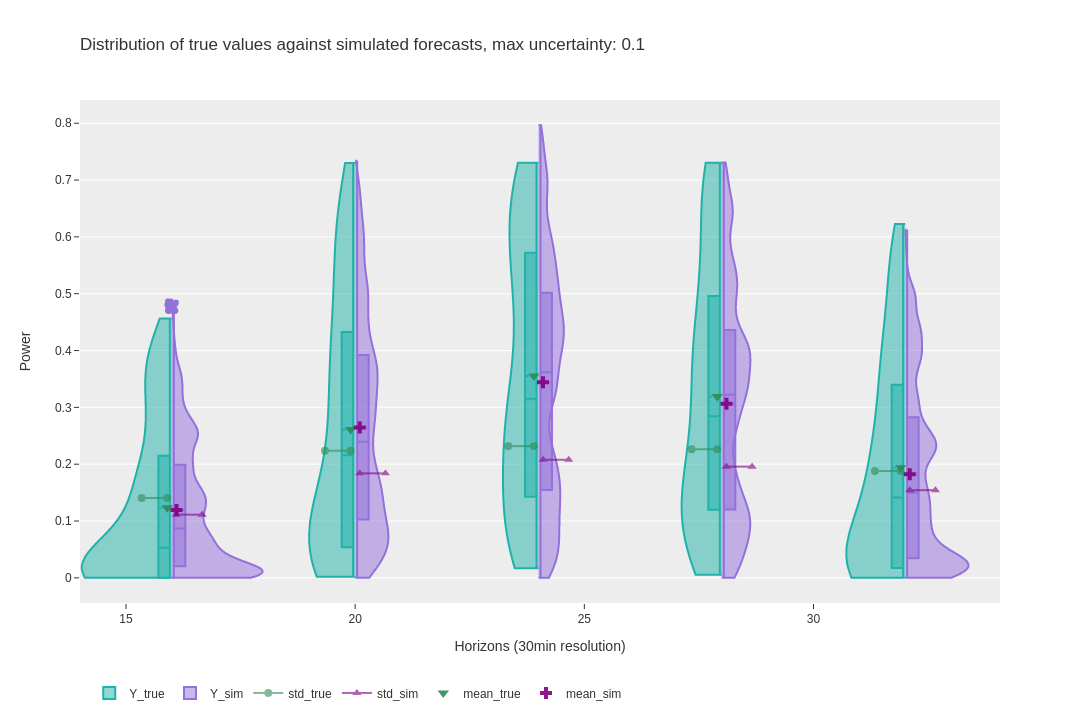 Distribution of true values against simulated forecasts, max uncertainty: 0.1
0.8
0.7
0.6
0.5
0.4
0.3
0.2
0.1
0
Power
15 20 25 30
Horizons (30min resolution)
Y_true Y_sim std_true std_sim mean_true mean_sim